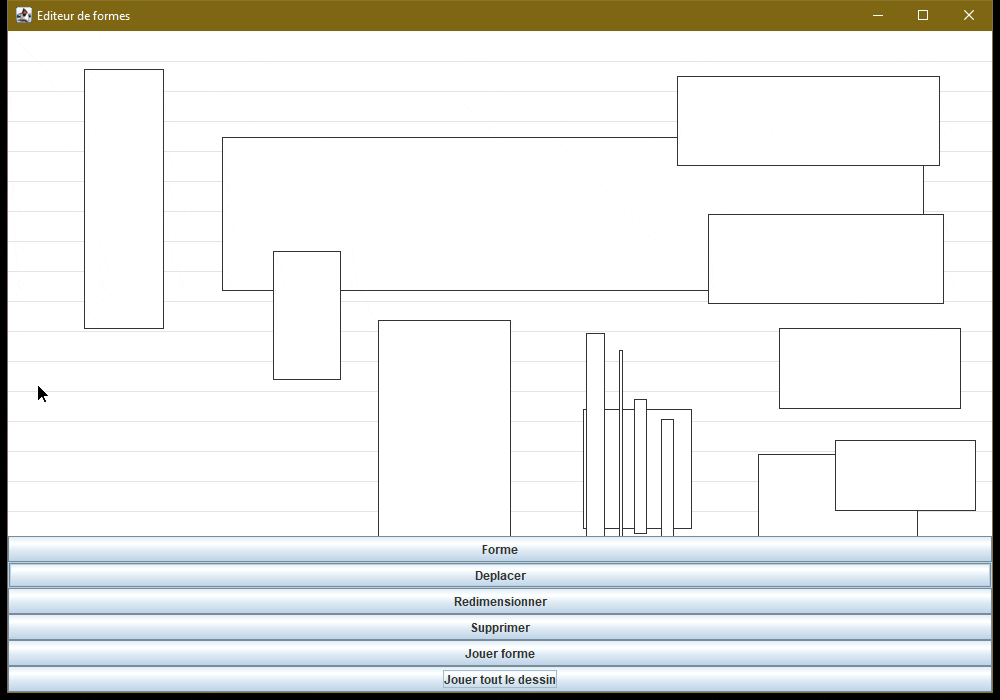 Editeur de formes
Forme
Deplacer
Redimensionner
Supprimer
Jouer forme
Jouer tout le dessin